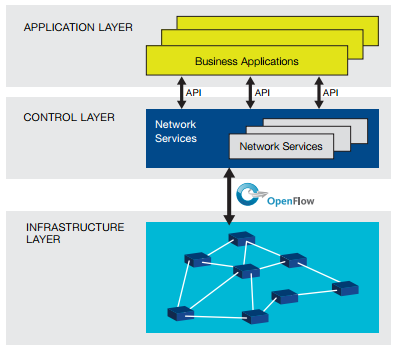 APPLICATION LAYER
Business Applications
API
API
API
CONTROL LAYER
Network
Services
Network Services
OpenFlow
INFRASTRUCTURE
LAYER